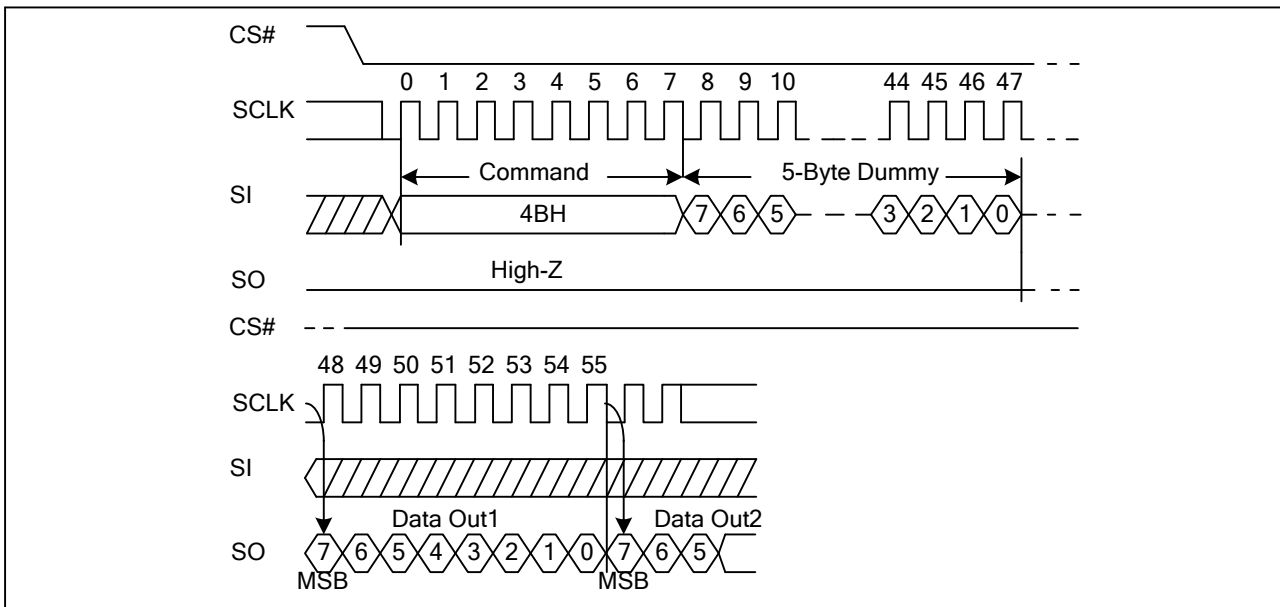 CS#
0 1 2 3 4 5 6 7 8 9 10 44 45 46 47
SCLK
Command 5-Byte Dummy
SI
4BH 7 6 5 3 2 1 0
High-Z
SO
CS#
48 49 50 51 52 53 54 55
SCLK
SI
Data Out1 Data Out2
SO 7 6 5 4 3 2 1 0 7 6 5
MSB MSB